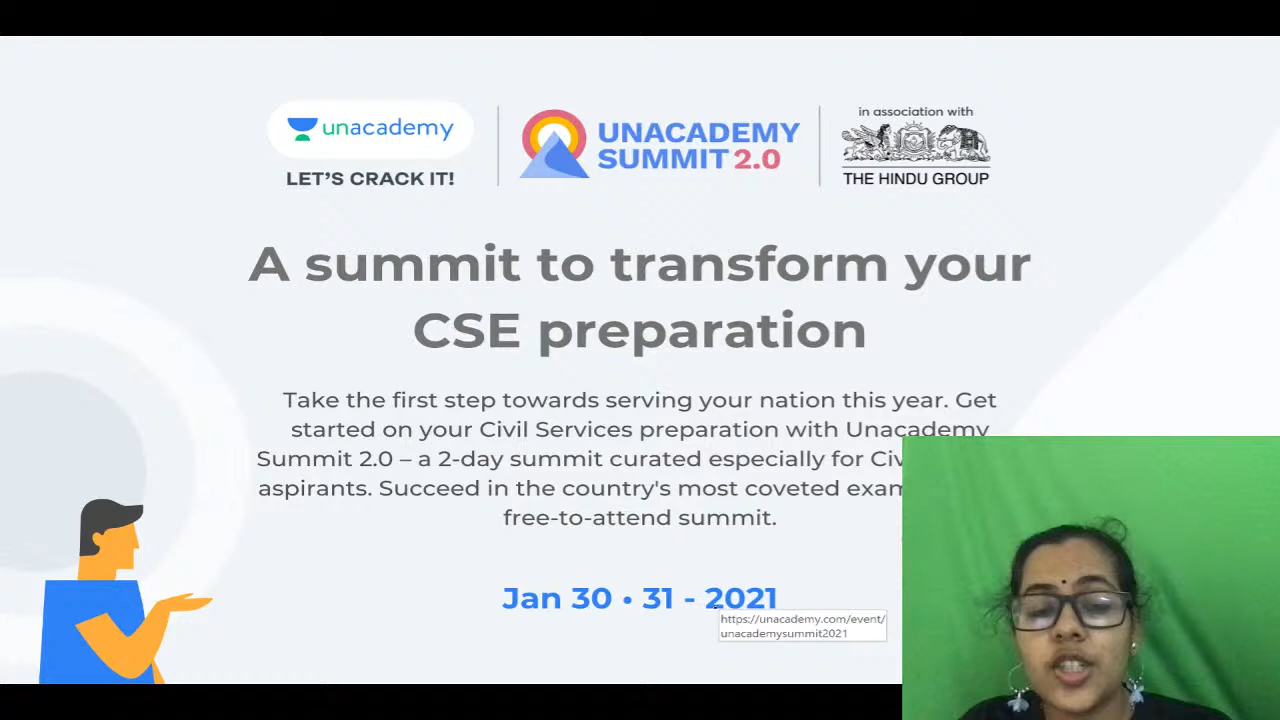 unacademy
LET'S CRACK IT!
UNACADEMY
SUMMIT 2.0
in association with
THE HINDU GROUP
A summit to transform your
CSE preparation
Take the first step towards serving your nation this year. Get
started on your Civil Services preparation with Unacademy
Summit 2.0 – a 2-day summit curated especially for
aspirants. Succeed in the country's most coveted
free-to-attend summit.
Jan 30 • 31 - 2021
https://unacademy.com/event/
unacademysummit2021